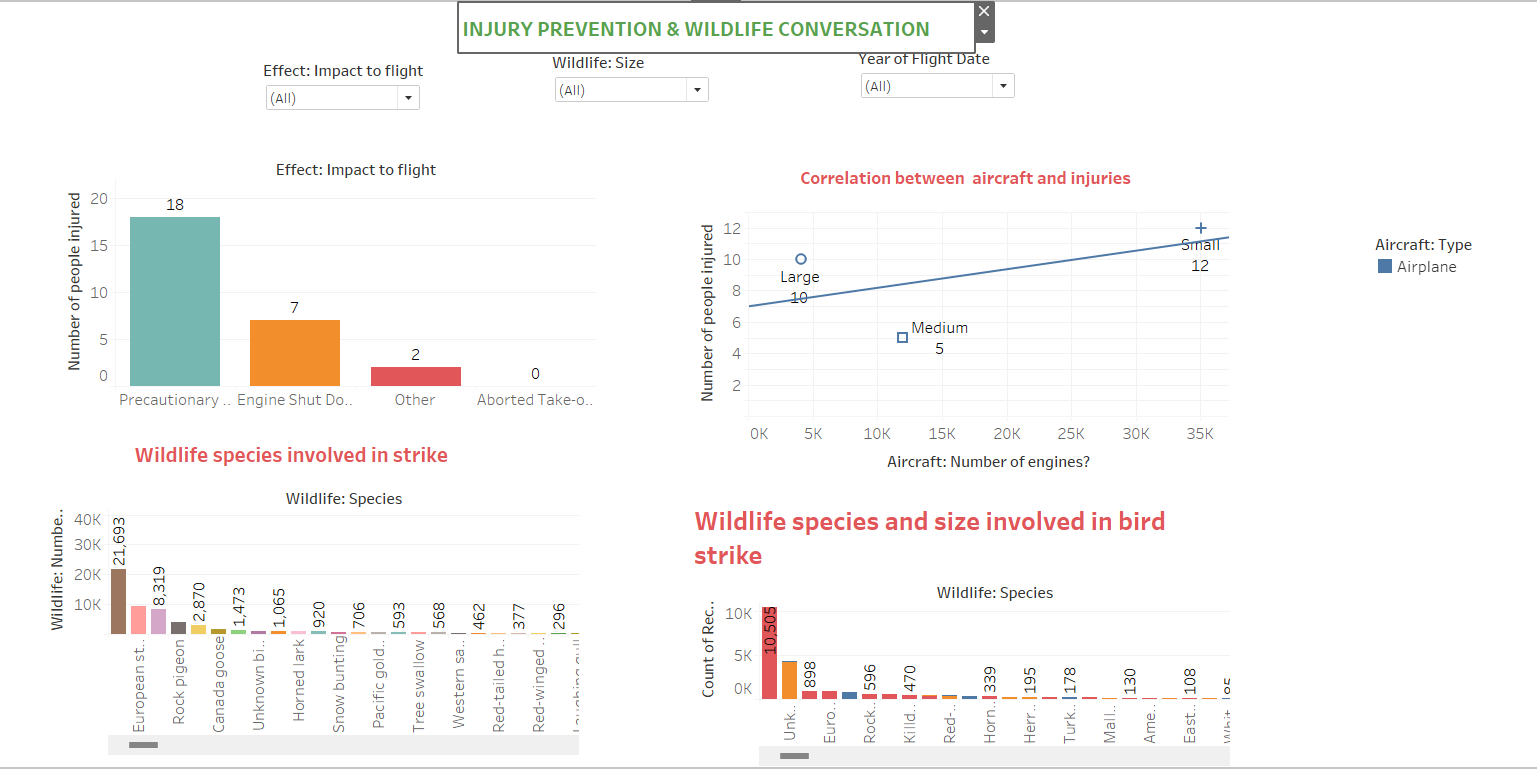 INJURY PREVENTION & WILDLIFE CONVERSATION
Effect: Impact to flight
(All)
Wildlife: Size
(All)
Year of Flight Date
(All)
Effect: Impact to flight
Number of people injured
20
15
10
5
0
18
7
2
0
Precautionary ..
Engine Shut Do..
Other
Aborted Take-o..
Correlation between aircraft and injuries
Number of people injured
12
10
8
6
4
2
Large
10
Medium
5
Small
12
0K
5K
10K
15K
20K
25K
30K
35K
Aircraft: Number of engines?
Aircraft: Type
Airplane
Wildlife species involved in strike
Wildlife: Species
Wildlife: Numbe..
40K
30K
20K
10K
21,693
8,319
2,870
1,473
1,065
920
706
593
568
462
377
296
European st..
Rock pigeon
Canada goose
Unknown bi..
Horned lark
Snow bunting
Pacific gold..
Tree swallow
Western sa..
Red-tailed h..
Red-winged ..
Laughing gull
Wildlife species and size involved in bird
strike
Wildlife: Species
Count of Rec..
10K
5K
0K
10,505
898
596
470
339
195
178
130
108
85
Unk..
Euro..
Rock..
Killd..
Red-..
Horn..
Herr..
Turk..
Mall..
Ame..
East..
Whit